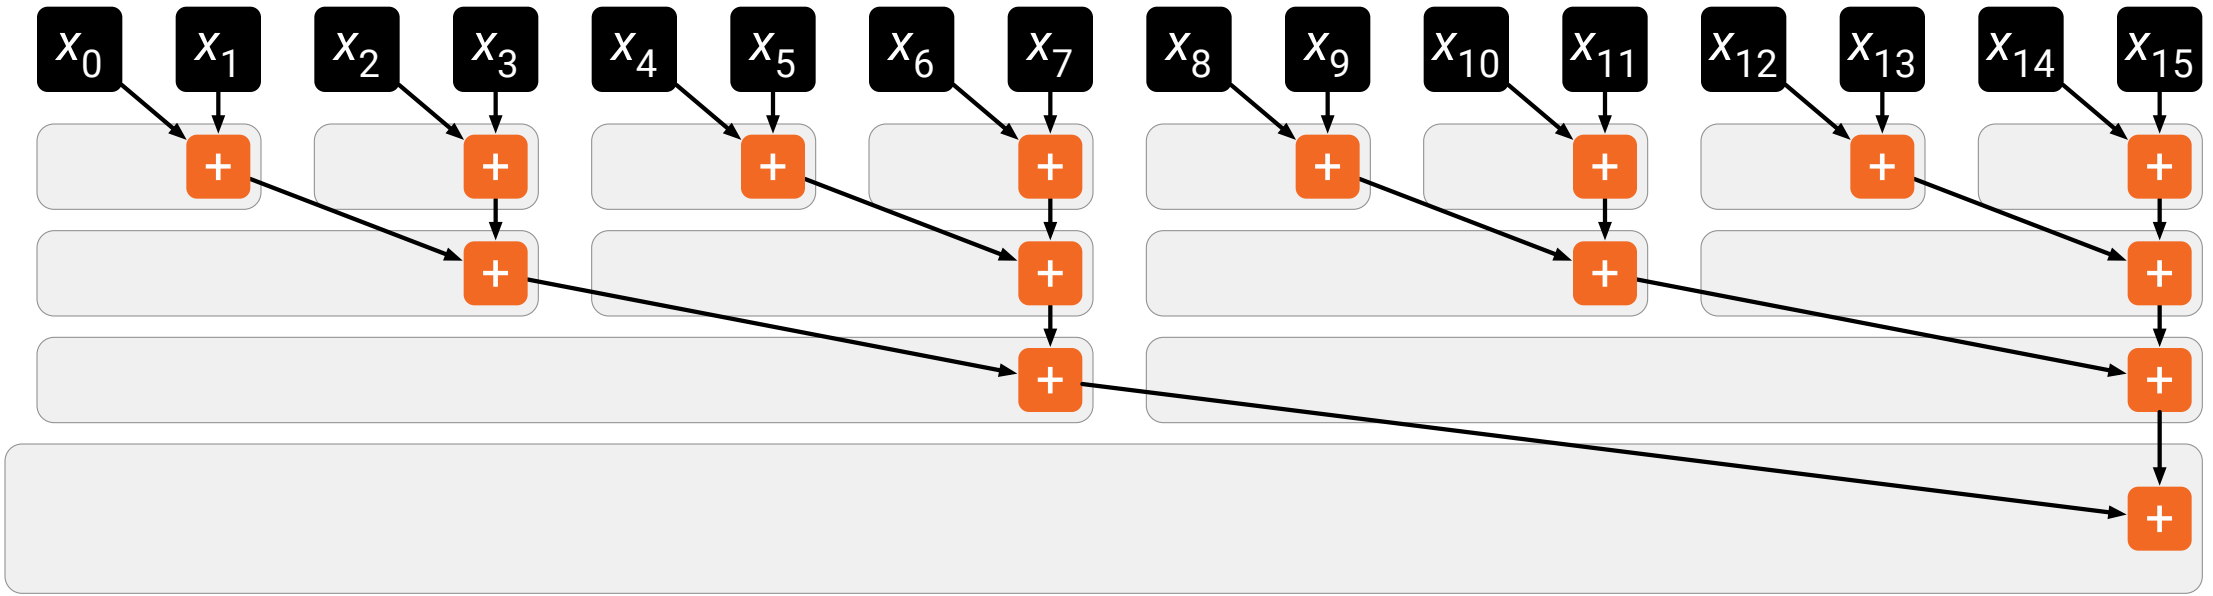 x₀ x₁ x₂ x₃ x₄ x₅ x₆ x₇ x₈ x₉ x₁₀ x₁₁ x₁₂ x₁₃ x₁₄ x₁₅
+ + + + + + + +
+ + + +
+ +
+